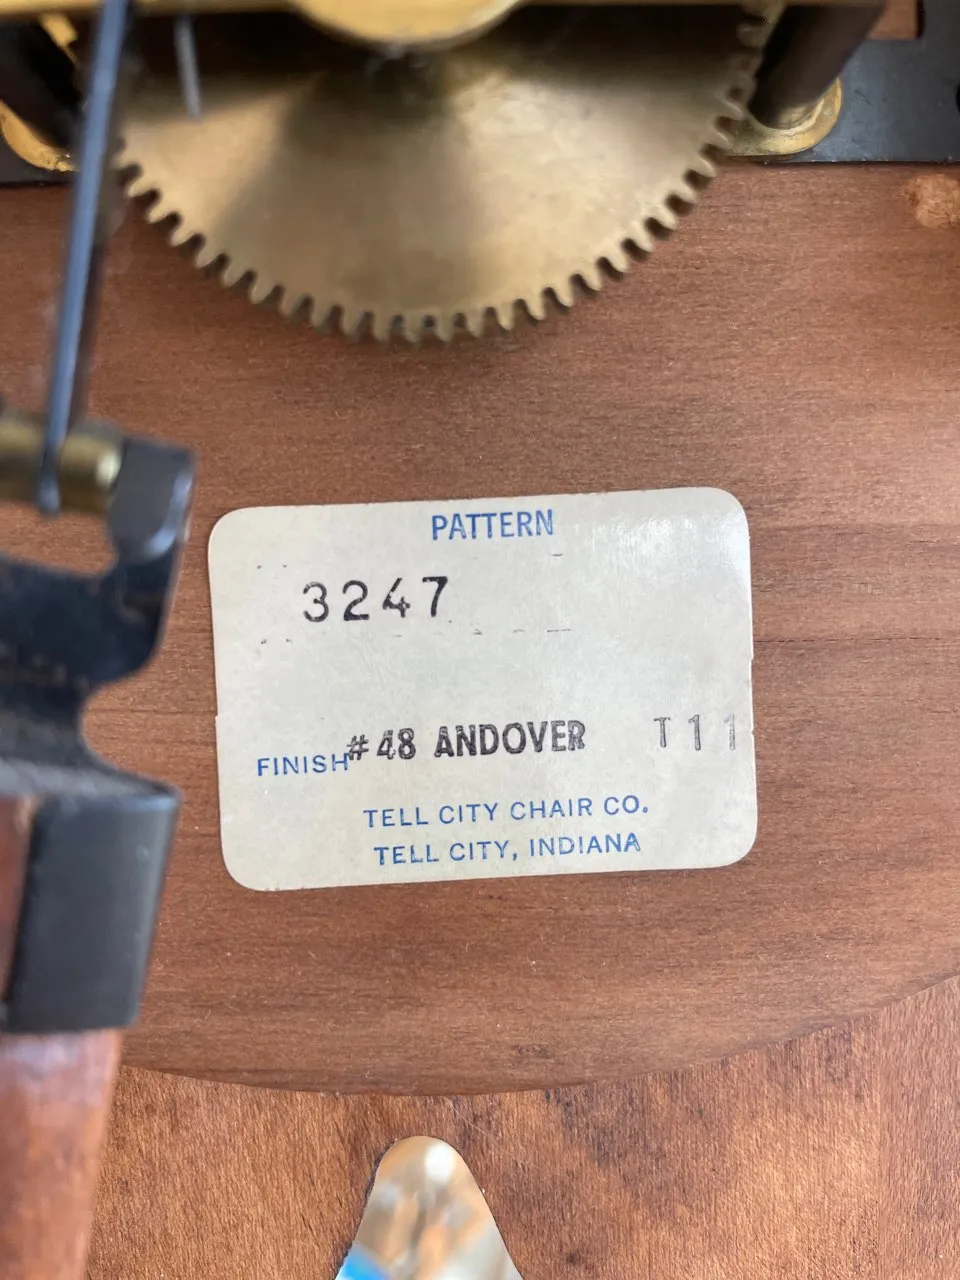 PATTERN
3247
FINISH #48 ANDOVER T11
TELL CITY CHAIR CO.
TELL CITY, INDIANA